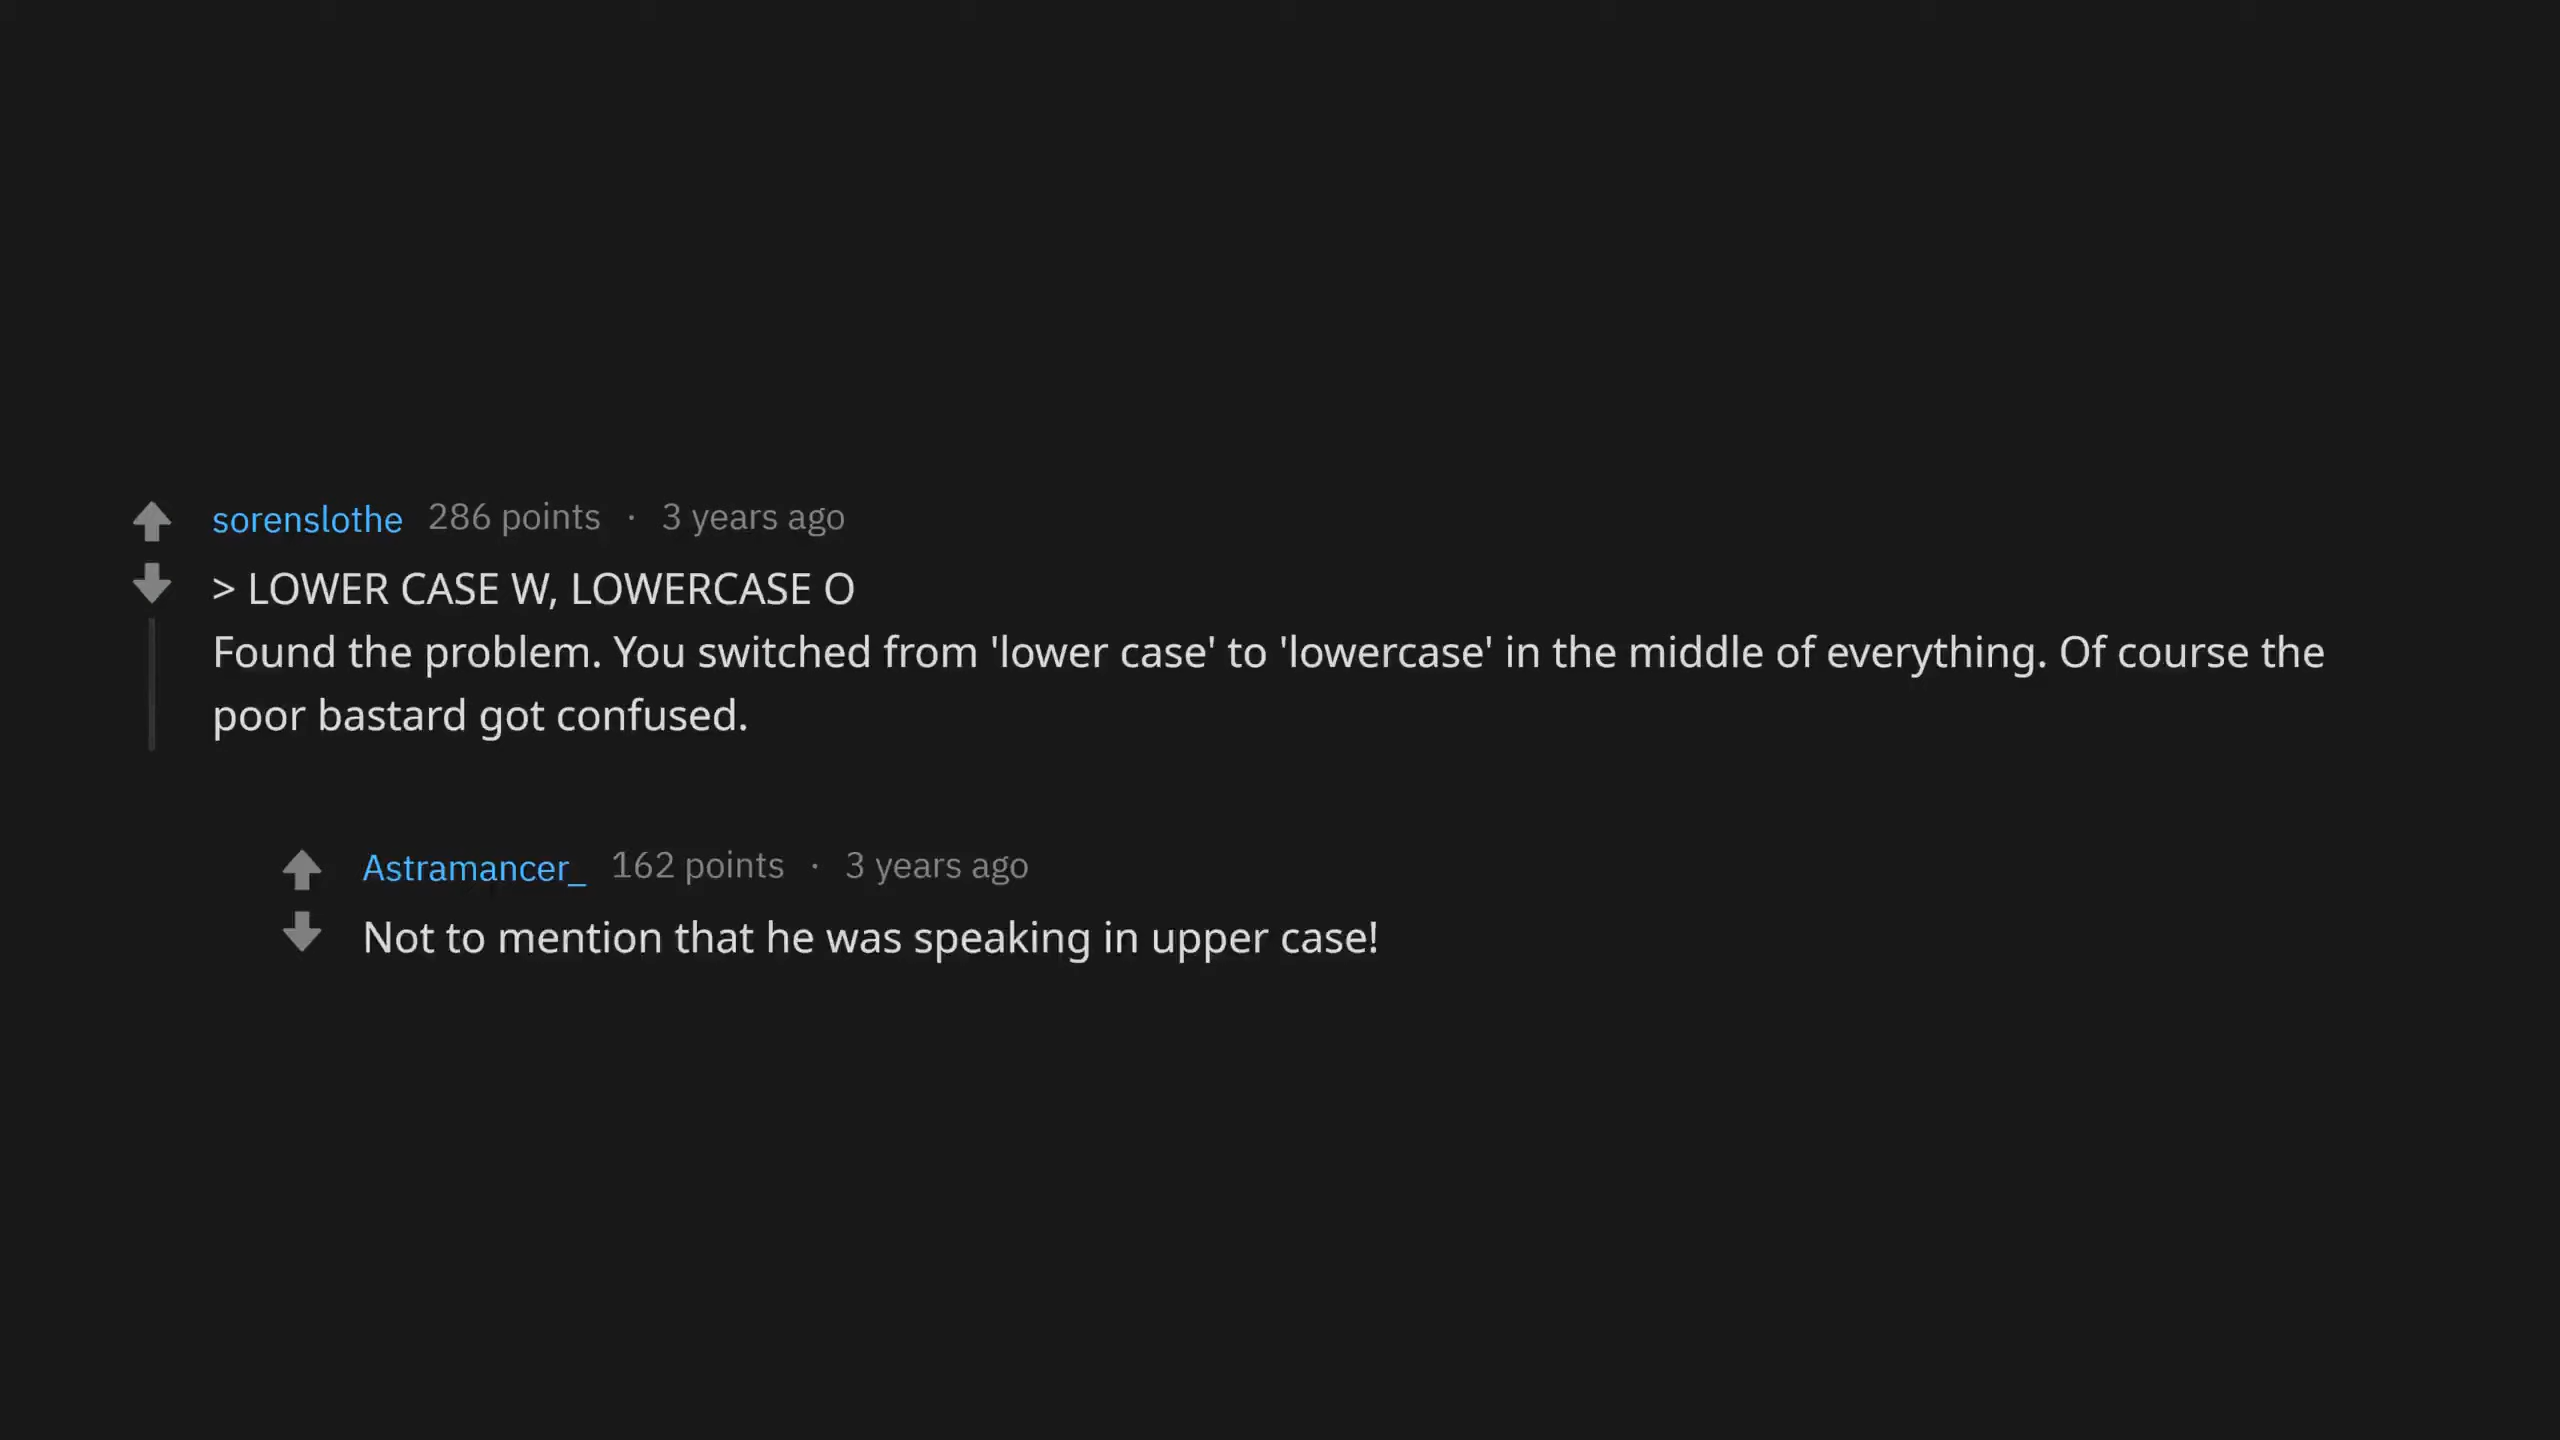 sorenslothe 286 points · 3 years ago
> LOWER CASE W, LOWERCASE O
Found the problem. You switched from 'lower case' to 'lowercase' in the middle of everything. Of course the
poor bastard got confused.
Astramancer_ 162 points · 3 years ago
Not to mention that he was speaking in upper case!